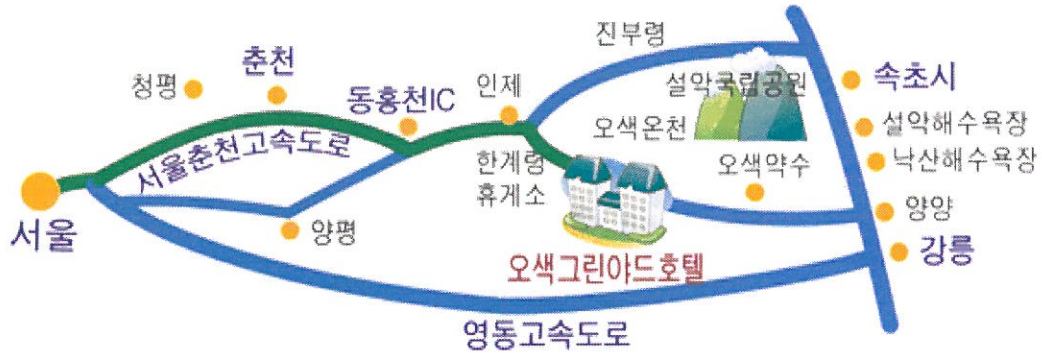 진부령
춘천
청평
동홍천IC
인제
설악국립공원
속초시
서울춘천고속도로
오색온천
설악해수욕장
한계령
휴게소
오색약수
낙산해수욕장
서울
양평
양양
오색그린야드호텔
강릉
영동고속도로